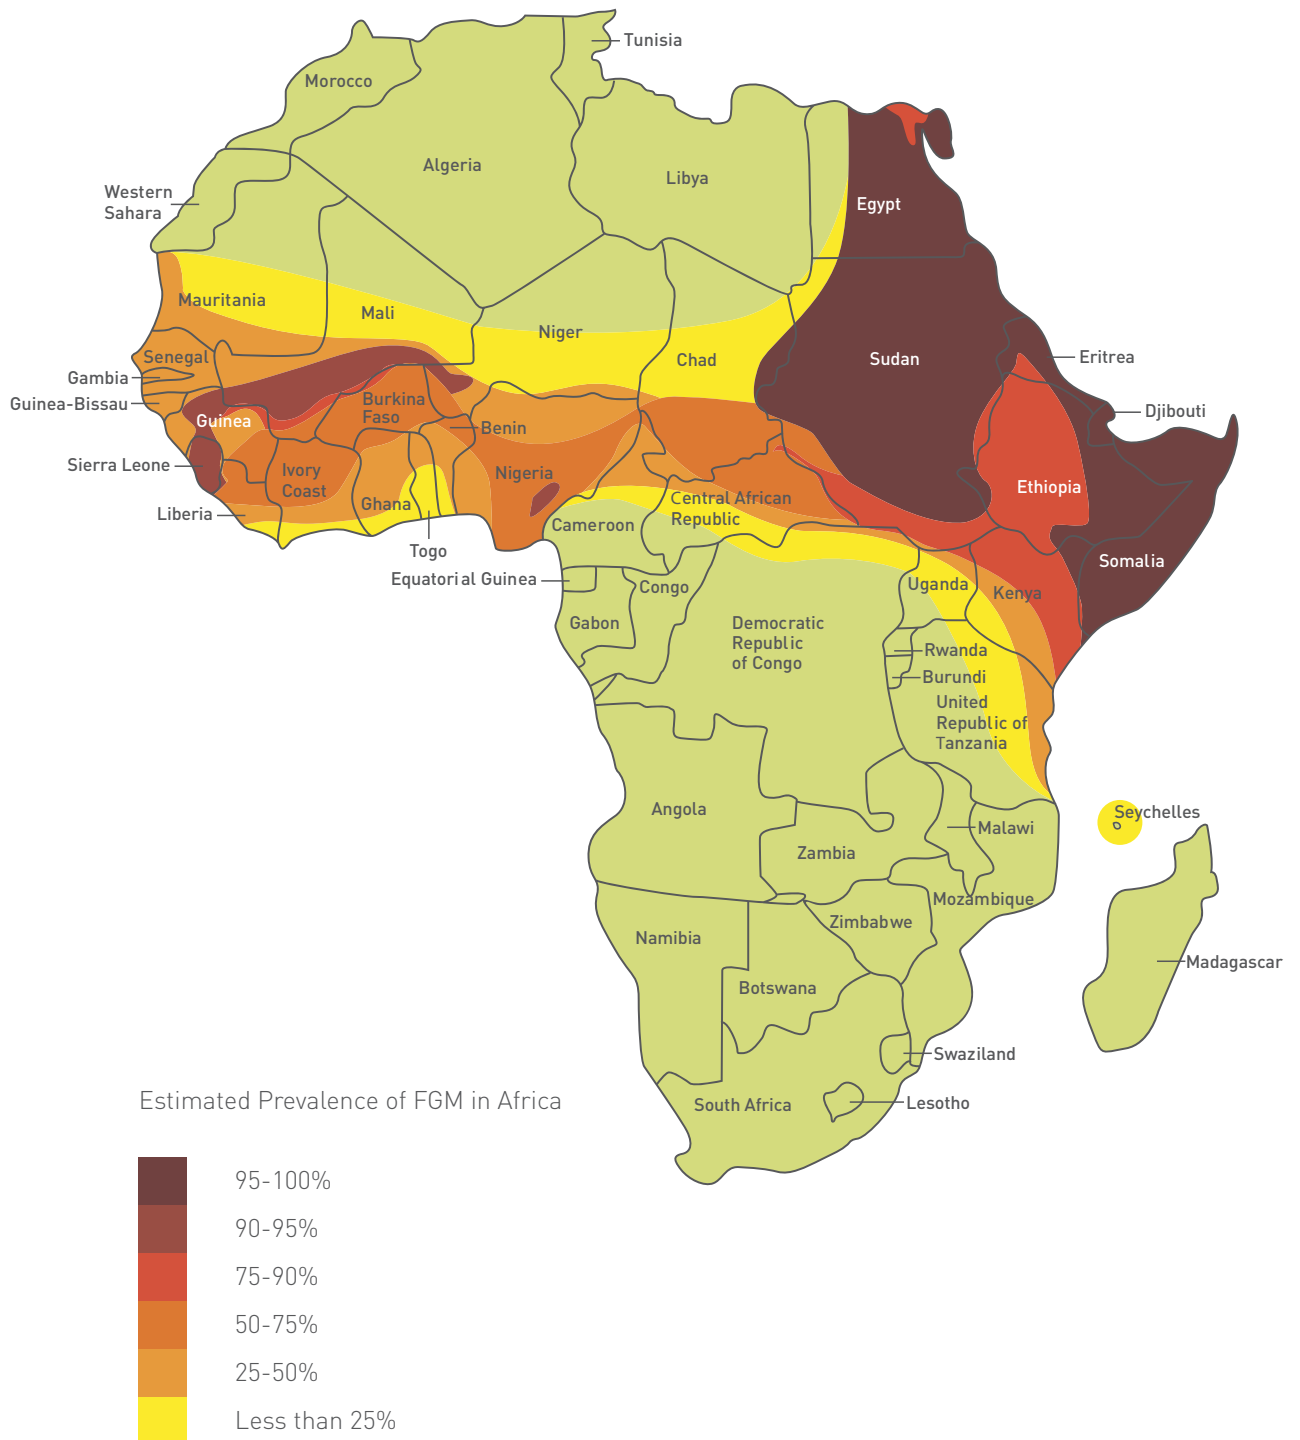 Tunisia
Morocco
Algeria
Libya
Western
Sahara
Egypt
Mauritania
Mali
Niger
Chad
Sudan
Eritrea
Senegal
Gambia
Guinea-Bissau
Burkina
Faso
Djibouti
Guinea
Benin
Sierra Leone
Ivory
Coast
Nigeria
Ethiopia
Ghana
Central African
Republic
Liberia
Cameroon
Togo
Somalia
Equatorial Guinea
Congo
Uganda
Kenya
Gabon
Democratic
Republic
of Congo
Rwanda
Burundi
United
Republic of
Tanzania
Angola
Seychelles
Malawi
Zambia
Mozambique
Zimbabwe
Namibia
Madagascar
Botswana
Swaziland
South Africa
Lesotho
Estimated Prevalence of FGM in Africa
95-100%
90-95%
75-90%
50-75%
25-50%
Less than 25%